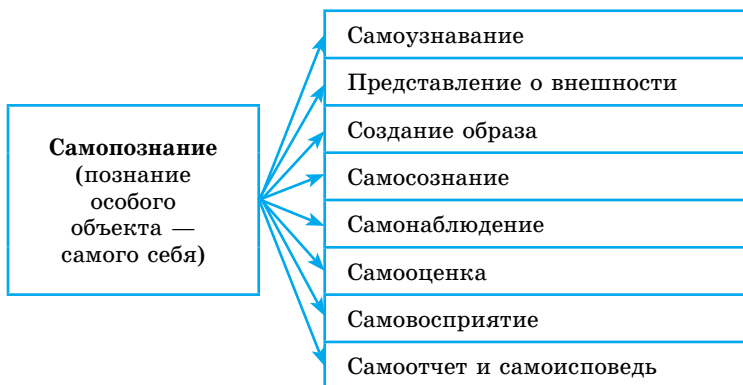 Самопознание
(познание
особого
объекта —
самого себя)
Самоузнавание
Представление о внешности
Создание образа
Самосознание
Самонаблюдение
Самооценка
Самовосприятие
Самоотчет и самоисповедь